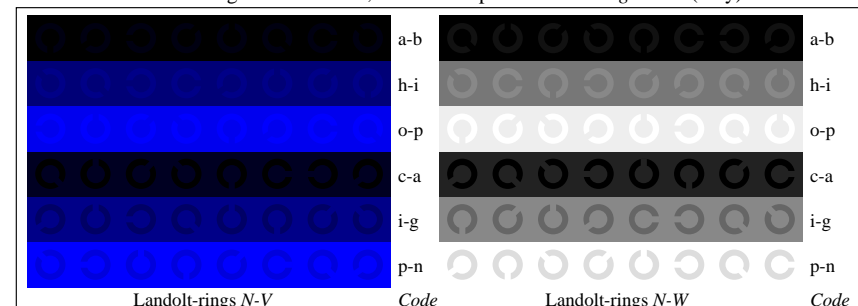 a-b a-b
h-i h-i
o-p o-p
c-a c-a
i-g i-g
p-n p-n
Landolt-rings N-V Code Landolt-rings N-W Code